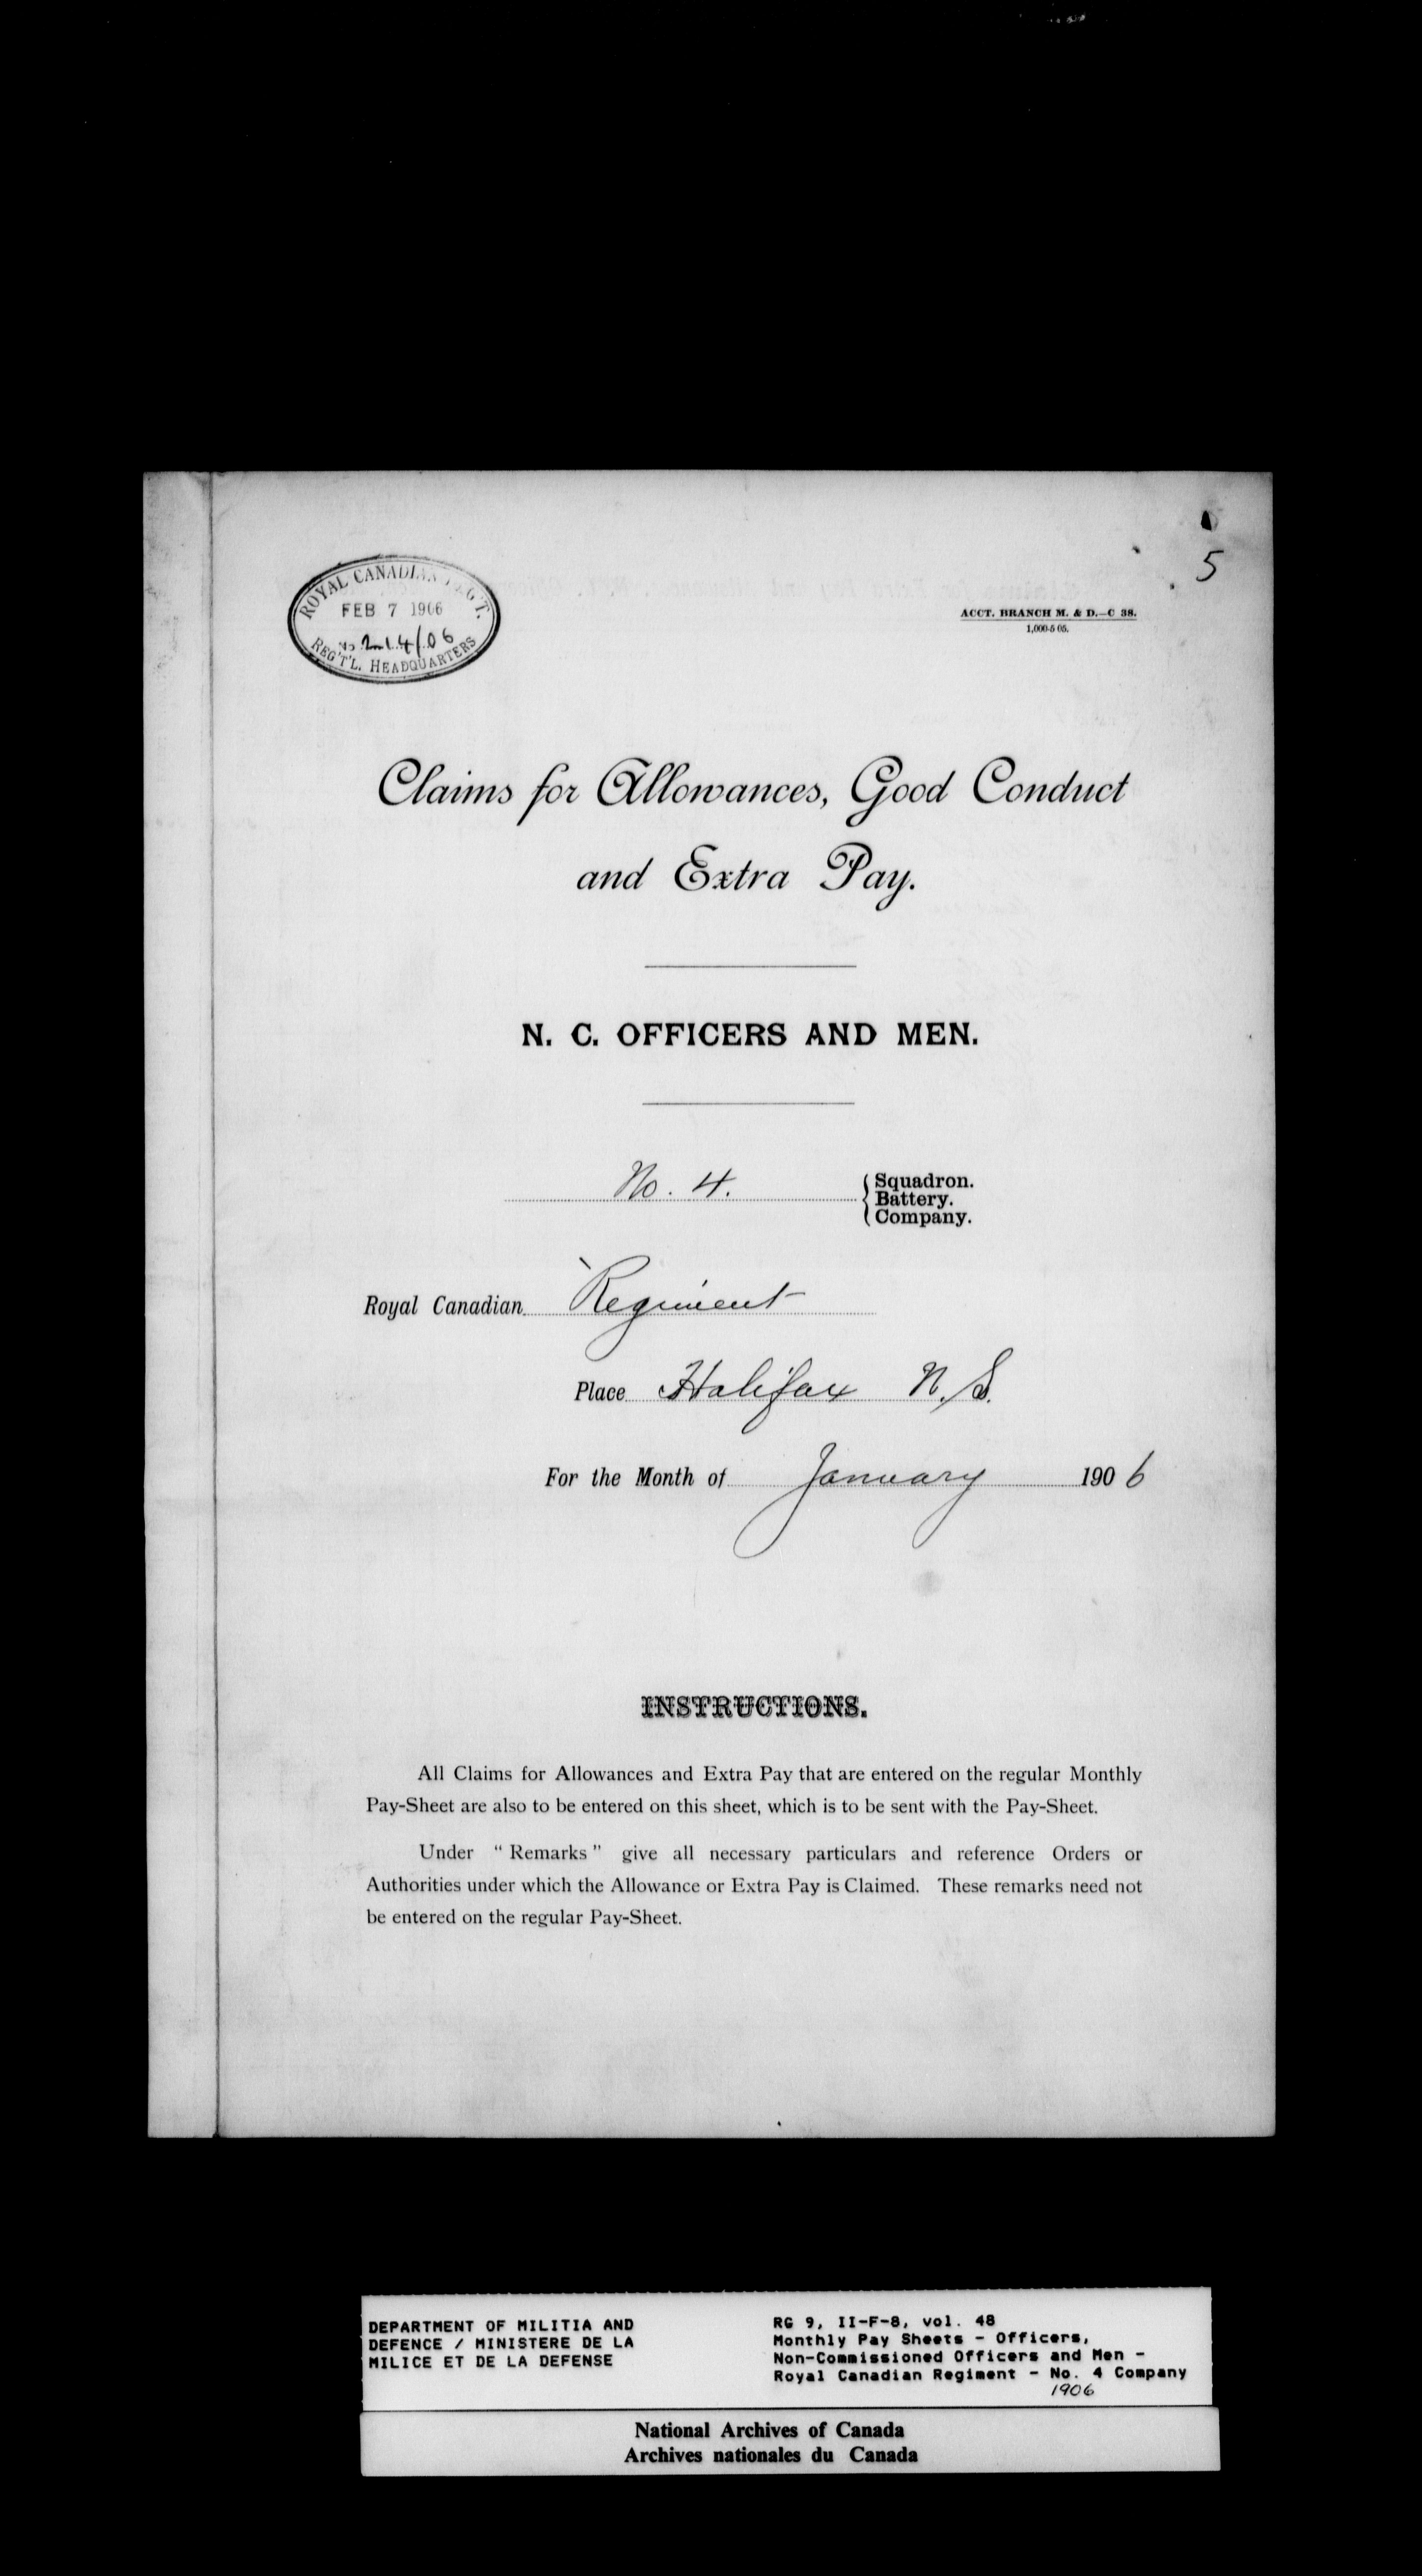 5
ROYAL CANADIAN REG'T.
FEB 7 1906
No 214/06
REG'T'L. HEADQUARTERS
ACCT. BRANCH M. & D.—C 38.
1,000-5 05.
Claims for Allowances, Good Conduct
and Extra Pay.
N. C. OFFICERS AND MEN.
No. 4. { Squadron.
Battery.
Company.
Royal Canadian Regiment
Place Halifax N.S.
For the Month of January 1906
INSTRUCTIONS.
All Claims for Allowances and Extra Pay that are entered on the regular Monthly
Pay-Sheet are also to be entered on this sheet, which is to be sent with the Pay-Sheet.
Under “ Remarks ” give all necessary particulars and reference Orders or
Authorities under which the Allowance or Extra Pay is Claimed. These remarks need not
be entered on the regular Pay-Sheet.
DEPARTMENT OF MILITIA AND
DEFENCE / MINISTERE DE LA
MILICE ET DE LA DEFENSE
RG 9, II-F-8, vol. 48
Monthly Pay Sheets - Officers,
Non-Commissioned Officers and Men -
Royal Canadian Regiment - No. 4 Company
1906
National Archives of Canada
Archives nationales du Canada